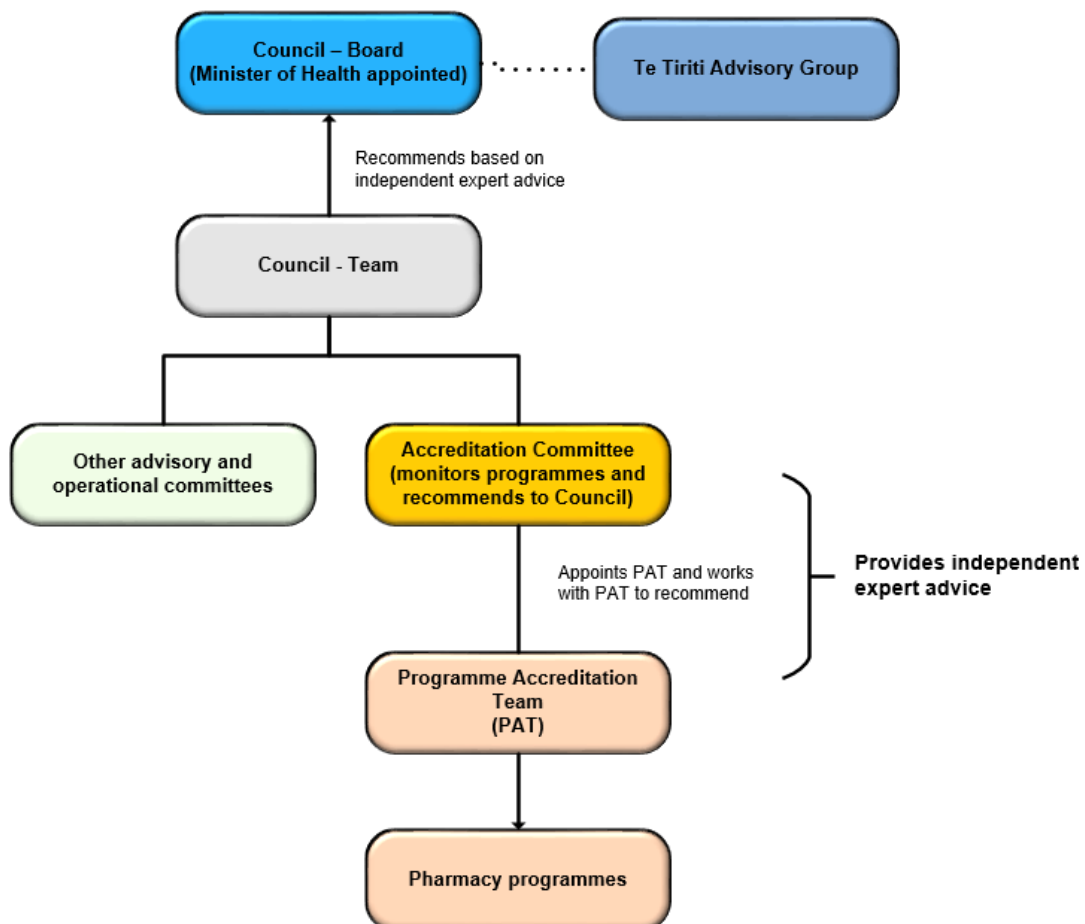 Council – Board
(Minister of Health appointed)
Te Tiriti Advisory Group
Recommends based on
independent expert advice
Council - Team
Other advisory and
operational committees
Accreditation Committee
(monitors programmes and
recommends to Council)
Appoints PAT and works
with PAT to recommend
Provides independent
expert advice
Programme Accreditation
Team
(PAT)
Pharmacy programmes